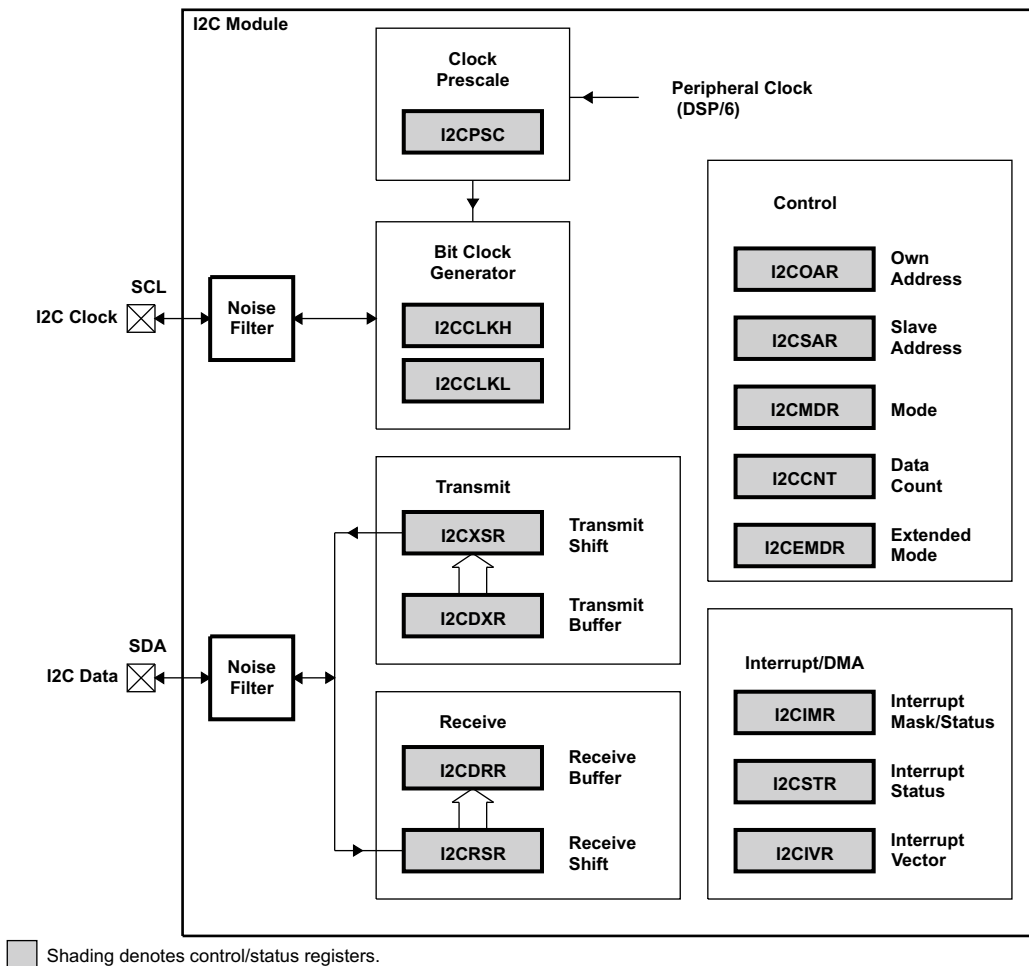 I2C Module
Clock
Prescale
I2CPSC
Peripheral Clock
(DSP/6)
Bit Clock
Generator
I2CCLKH
I2CCLKL
SCL
I2C Clock
Noise
Filter
Control
I2COAR
Own
Address
I2CSAR
Slave
Address
I2CMDR
Mode
I2CCNT
Data
Count
I2CEMDR
Extended
Mode
Transmit
I2CXSR
Transmit
Shift
I2CDXR
Transmit
Buffer
SDA
I2C Data
Noise
Filter
Receive
I2CDRR
Receive
Buffer
I2CRSR
Receive
Shift
Interrupt/DMA
I2CIMR
Interrupt
Mask/Status
I2CSTR
Interrupt
Status
I2CIVR
Interrupt
Vector
Shading denotes control/status registers.